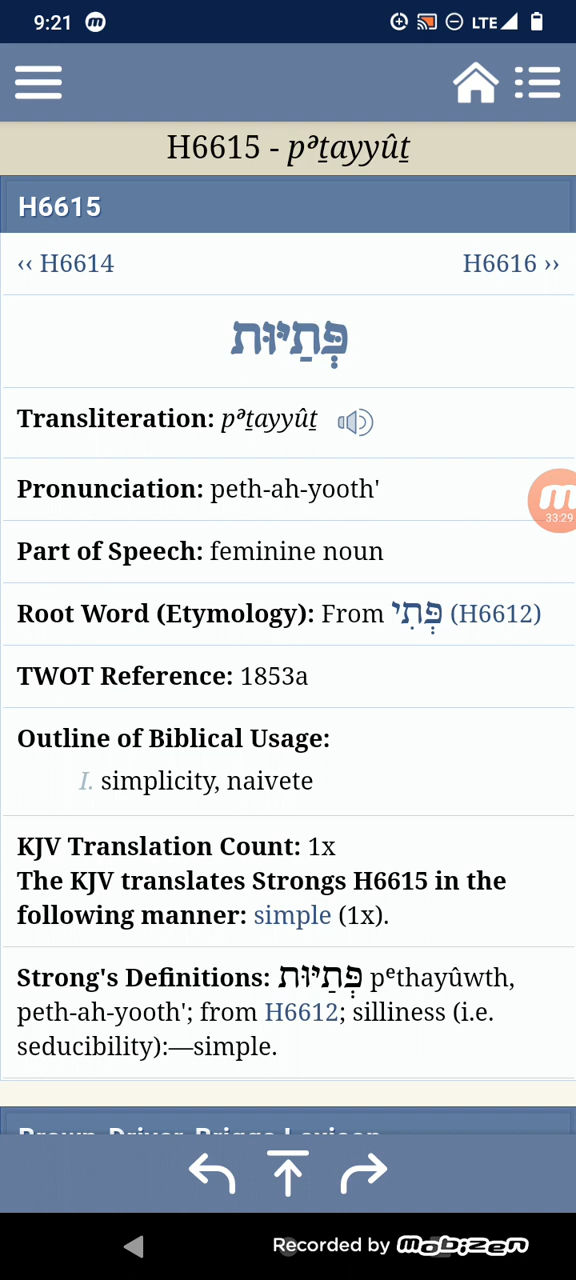 9:21 LTE
H6615 - pᵊṯayyûṯ
H6615
‹‹ H6614 H6616 ››
פְּתַיּוּת
Transliteration: pᵊṯayyûṯ
Pronunciation: peth-ah-yooth'
Part of Speech: feminine noun
Root Word (Etymology): From פְּתִי (H6612)
TWOT Reference: 1853a
Outline of Biblical Usage:
I. simplicity, naivete
KJV Translation Count: 1x
The KJV translates Strongs H6615 in the
following manner: simple (1x).
Strong's Definitions: פְּתַיּוּת pᵉthayûwth,
peth-ah-yooth'; from H6612; silliness (i.e.
seducibility):—simple.
33:29
Recorded by mobizen